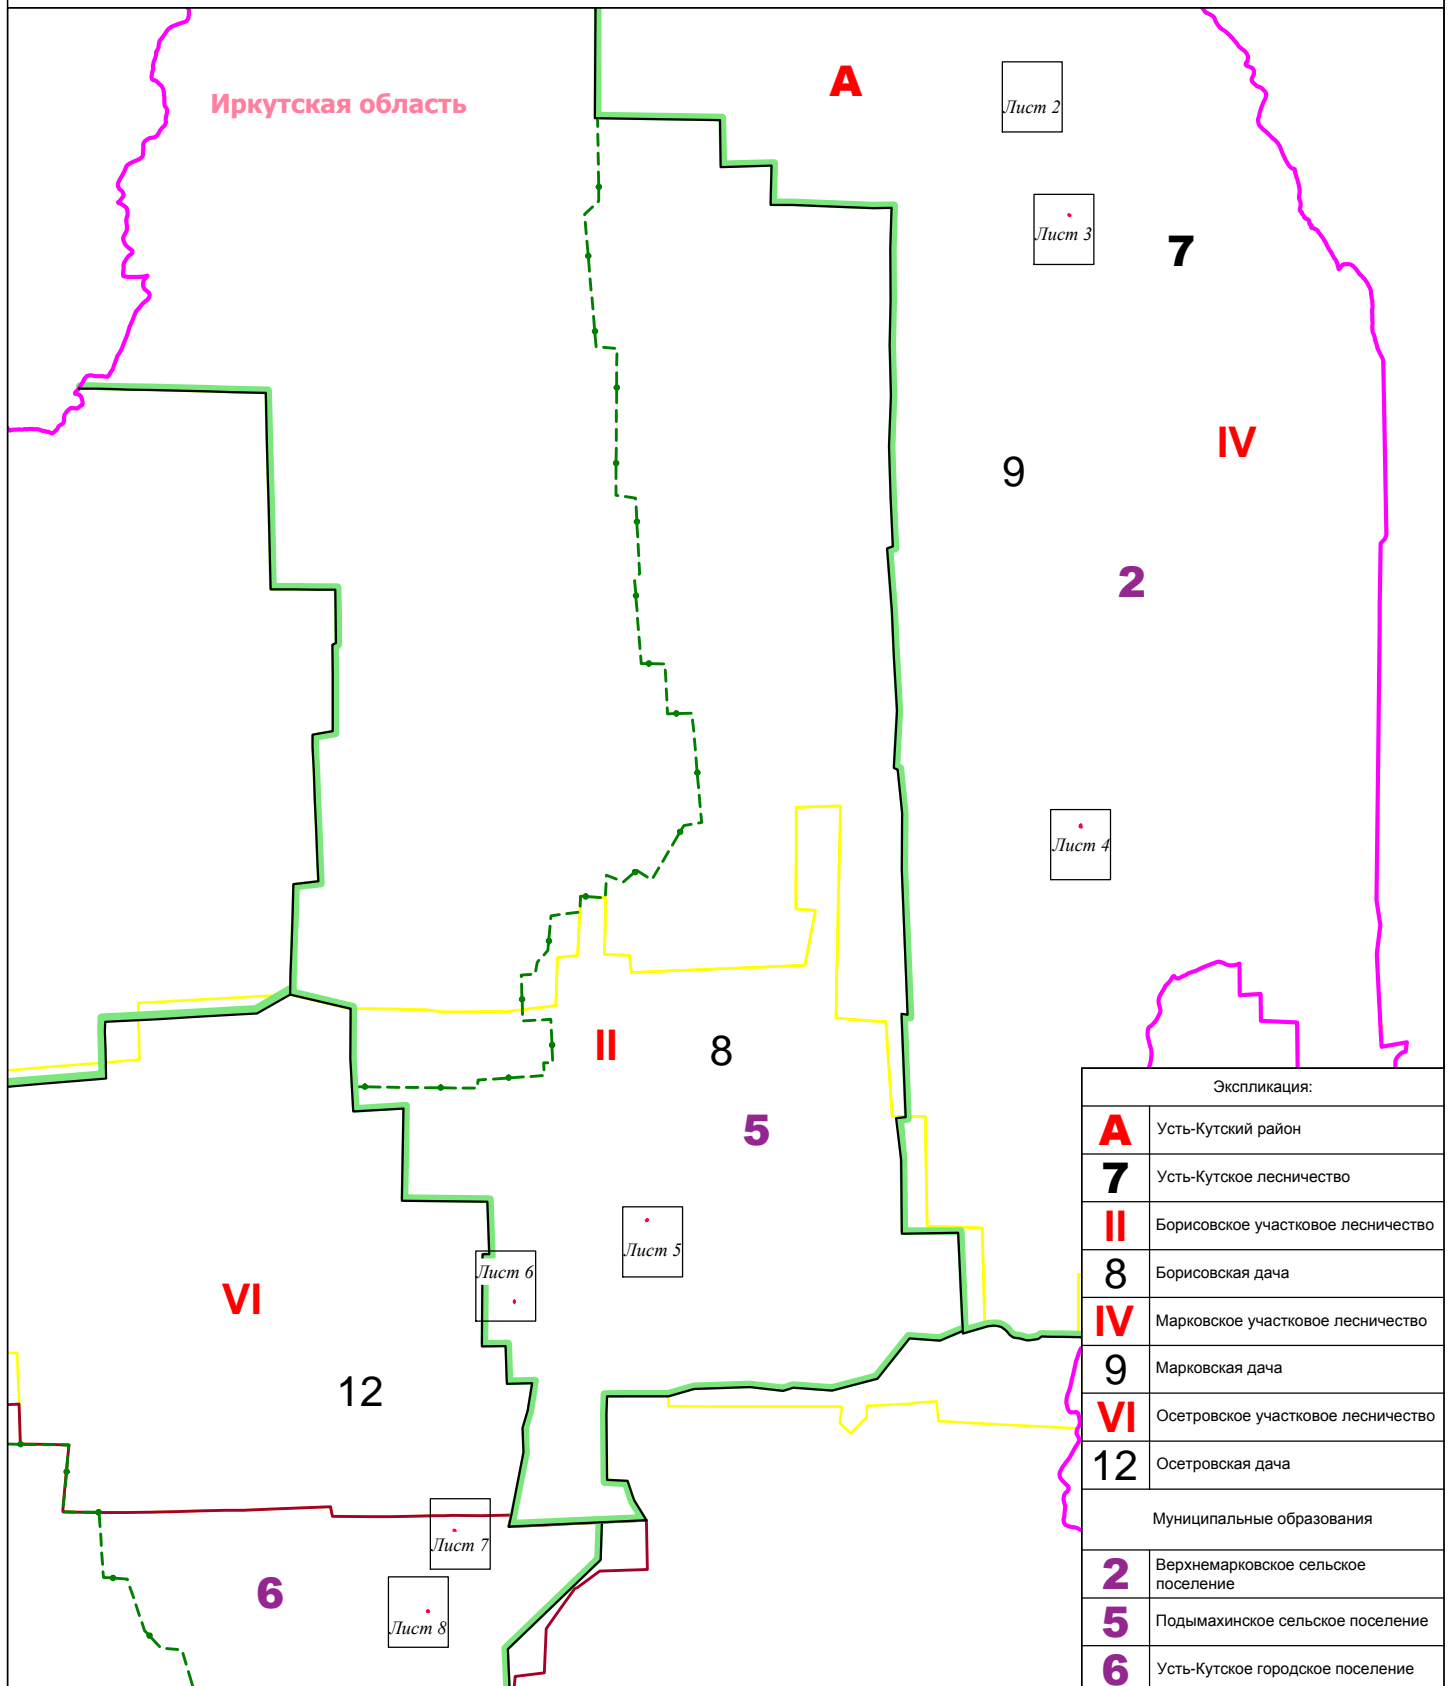 А
Иркутская область
Лист 2
Лист 3
7
IV
9
2
Лист 4
II
8
5
Лист 5
Лист 6
VI
12
Лист 7
6
Лист 8
Экспликация:
А Усть-Кутский район
7 Усть-Кутское лесничество
II Борисовское участковое лесничество
8 Борисовская дача
IV Марковское участковое лесничество
9 Марковская дача
VI Осетровское участковое лесничество
12 Осетровская дача
Муниципальные образования
2 Верхнемарковское сельское
поселение
5 Подымахинское сельское поселение
6 Усть-Кутское городское поселение